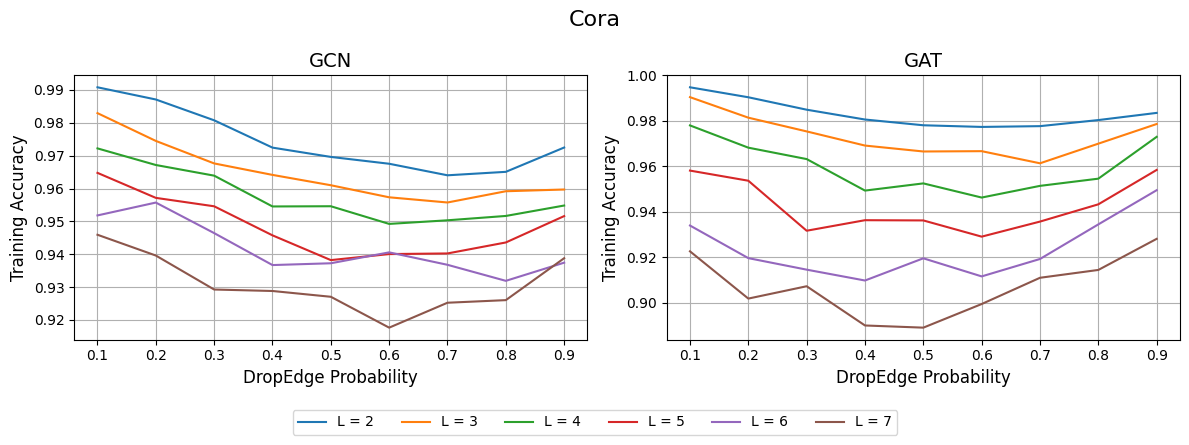 Cora
GCN
Training Accuracy
0.99
0.98
0.97
0.96
0.95
0.94
0.93
0.92
0.1 0.2 0.3 0.4 0.5 0.6 0.7 0.8 0.9
DropEdge Probability
GAT
Training Accuracy
1.00
0.98
0.96
0.94
0.92
0.90
0.1 0.2 0.3 0.4 0.5 0.6 0.7 0.8 0.9
DropEdge Probability
L = 2 L = 3 L = 4 L = 5 L = 6 L = 7